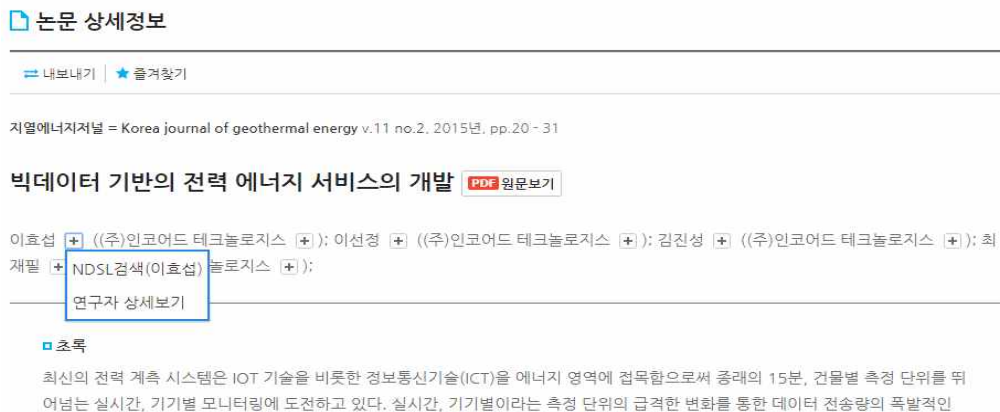 논문 상세정보
내보내기 즐겨찾기
지열에너지저널 = Korea journal of geothermal energy v.11 no.2, 2015년, pp.20 - 31
빅데이터 기반의 전력 에너지 서비스의 개발 PDF 원문보기
이효섭 + ((주)인코어드 테크놀로지스 + ); 이선정 + ((주)인코어드 테크놀로지스 + ); 김진성 + ((주)인코어드 테크놀로지스 + ); 최
재필 + 놀로지스 + );
NDSL검색(이효섭)
연구자 상세보기
초록
최신의 전력 계측 시스템은 IOT 기술을 비롯한 정보통신기술(ICT)을 에너지 영역에 접목함으로써 종래의 15분, 건물별 측정 단위를 뛰
어넘는 실시간, 기기별 모니터링에 도전하고 있다. 실시간, 기기별이라는 측정 단위의 급격한 변화를 통한 데이터 전송량의 폭발적인